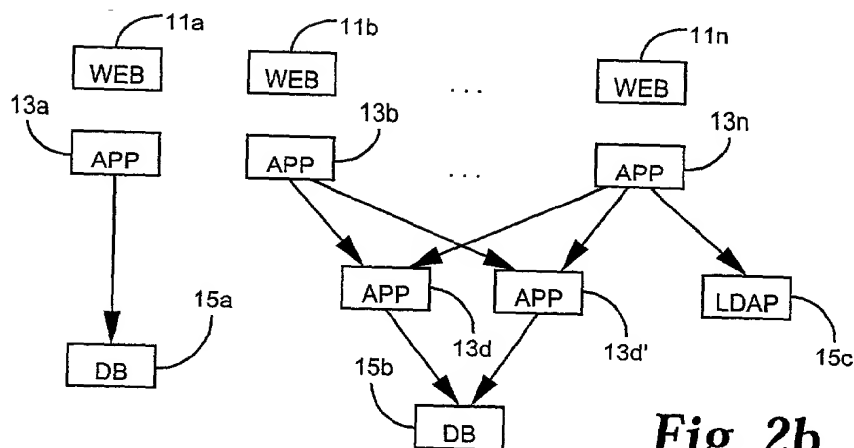 11a
11b
11n
WEB
WEB
WEB
...
13a
13b
13n
APP
APP
APP
...
APP
APP
LDAP
15a
13d
13d'
15c
DB
15b
DB
Fig. 2b